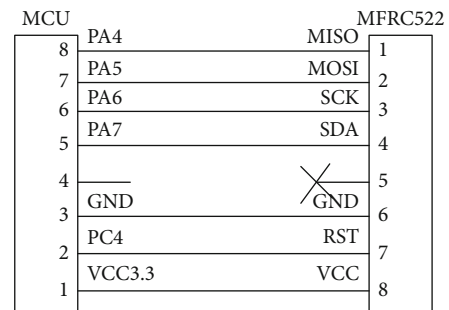 MCU MFRC522
8 PA4 MISO 1
7 PA5 MOSI 2
6 PA6 SCK 3
5 PA7 SDA 4
4 5
3 GND GND 6
2 PC4 RST 7
1 VCC3.3 VCC 8